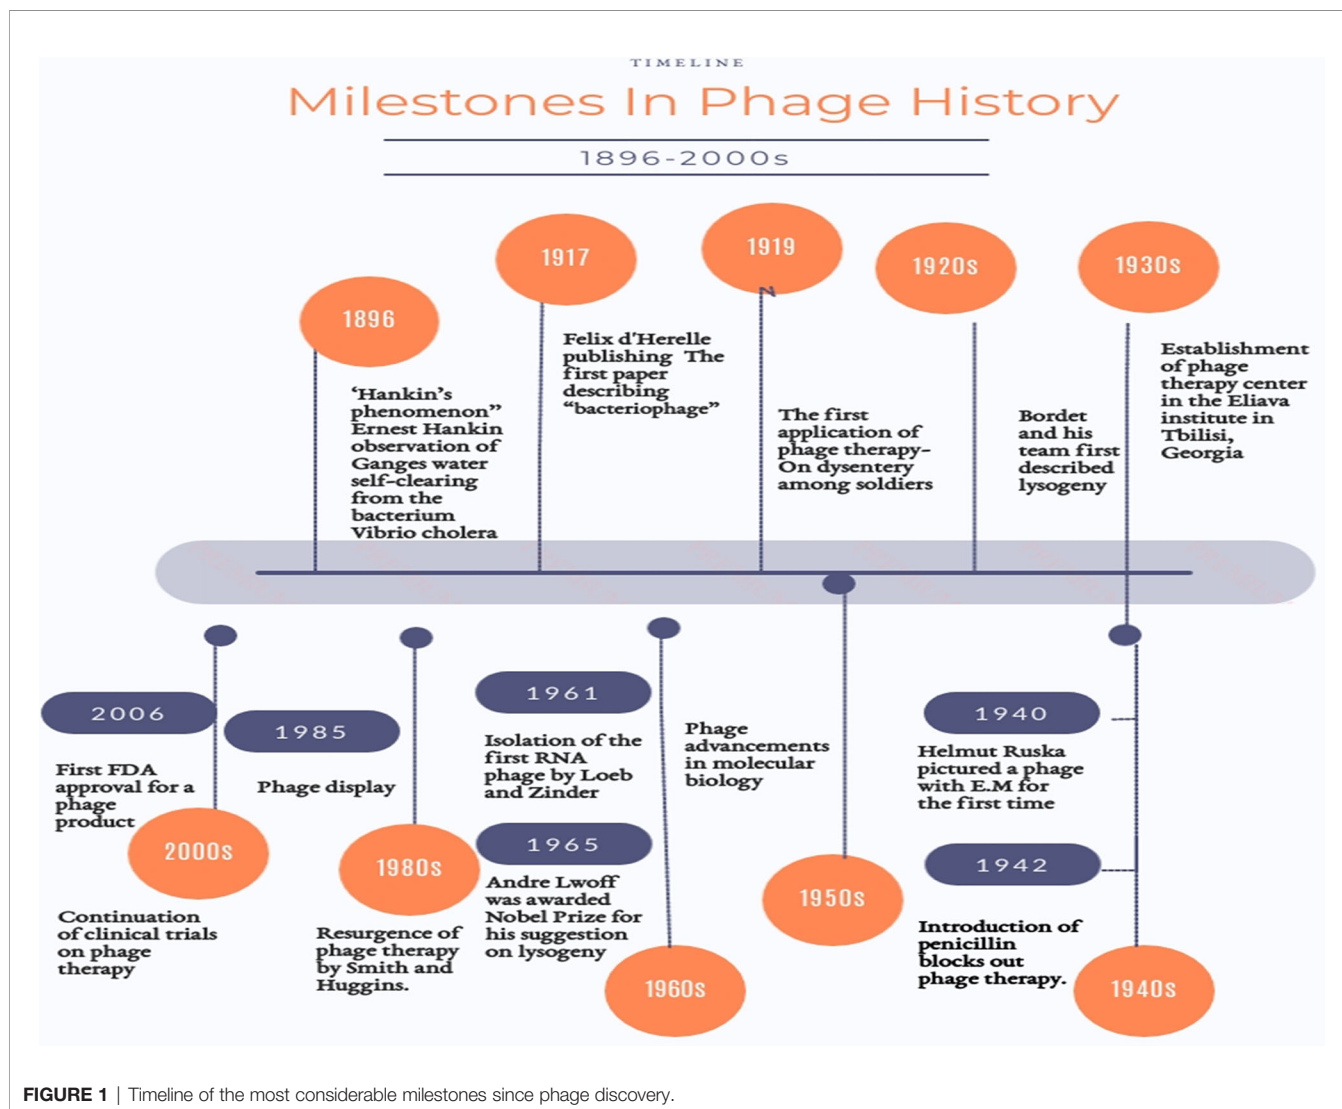 TIMELINE
Milestones In Phage History
1896-2000s
1896
‘Hankin’s
phenomenon”
Ernest Hankin
observation of
Ganges water
self-clearing
from the
bacterium
Vibrio cholera
1917
Felix d'Herelle
publishing The
first paper
describing
“bacteriophage”
1919
The first
application of
phage therapy-
On dysentery
among soldiers
1920s
Bordet
and his
team first
described
lysogeny
1930s
Establishment
of phage
therapy center
in the Eliava
institute in
Tbilisi,
Georgia
2006
First FDA
approval for a
phage
product
2000s
Continuation
of clinical trials
on phage
therapy
1985
Phage display
1980s
Resurgence of
phage therapy
by Smith and
Huggins.
1961
Isolation of the
first RNA
phage by Loeb
and Zinder
1965
Andre Lwoff
was awarded
Nobel Prize for
his suggestion
on lysogeny
1960s
Phage
advancements
in molecular
biology
1950s
1940
Helmut Ruska
pictured a phage
with E.M for
the first time
1942
Introduction of
penicillin
blocks out
phage therapy.
1940s
FIGURE 1 | Timeline of the most considerable milestones since phage discovery.